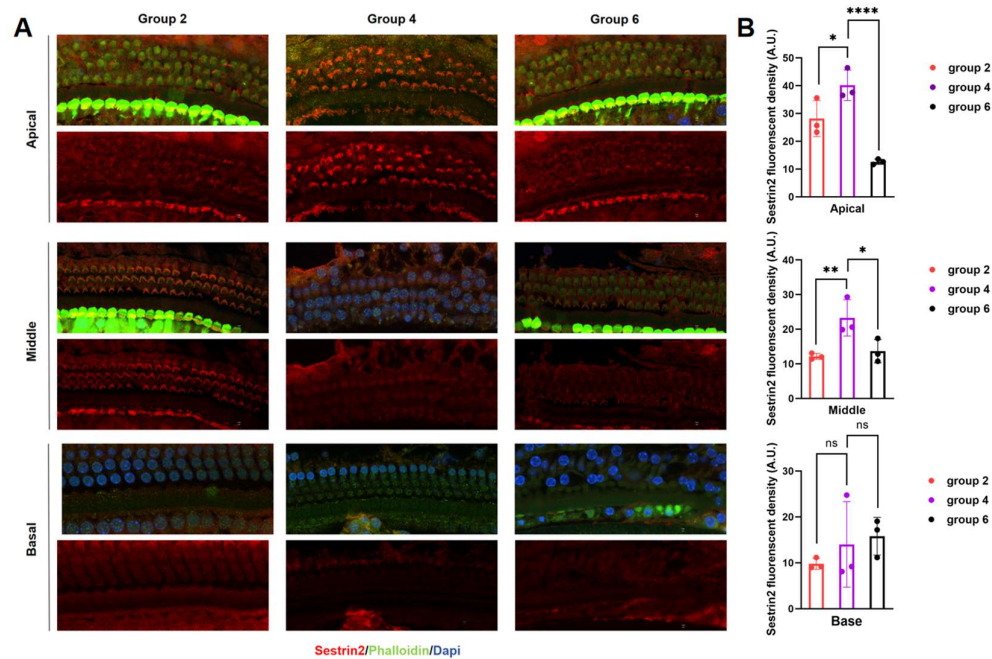 A
Group 2
Group 4
Group 6
Apical
Middle
Basal
Sestrin2/Phalloidin/Dapi
B
Sestrin2 fluorescent density (A.U.)
50
40
30
20
10
0
*
****
Apical
group 2
group 4
group 6
Sestrin2 fluorescent density (A.U.)
40
30
20
10
0
**
*
Middle
group 2
group 4
group 6
Sestrin2 fluorescent density (A.U.)
30
20
10
0
ns
ns
Base
group 2
group 4
group 6